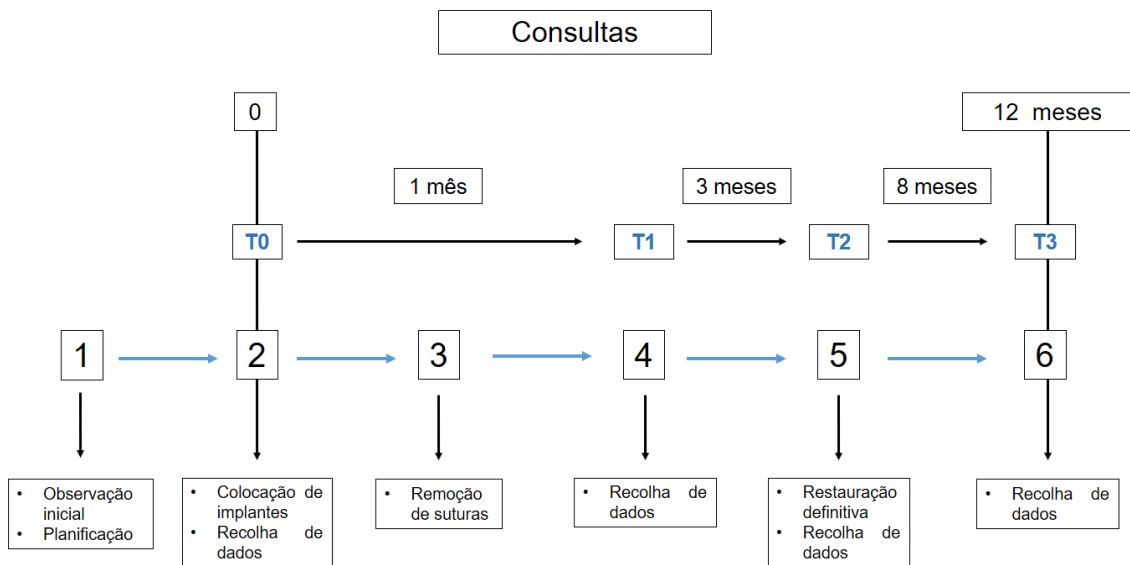 Consultas
0
12 meses
1 mês
3 meses
8 meses
T0
T1
T2
T3
1
2
3
4
5
6
• Observação
inicial
• Planificação
• Colocação de
implantes
• Recolha de
dados
• Remoção
de suturas
• Recolha de
dados
• Restauração
definitiva
• Recolha de
dados
• Recolha de
dados